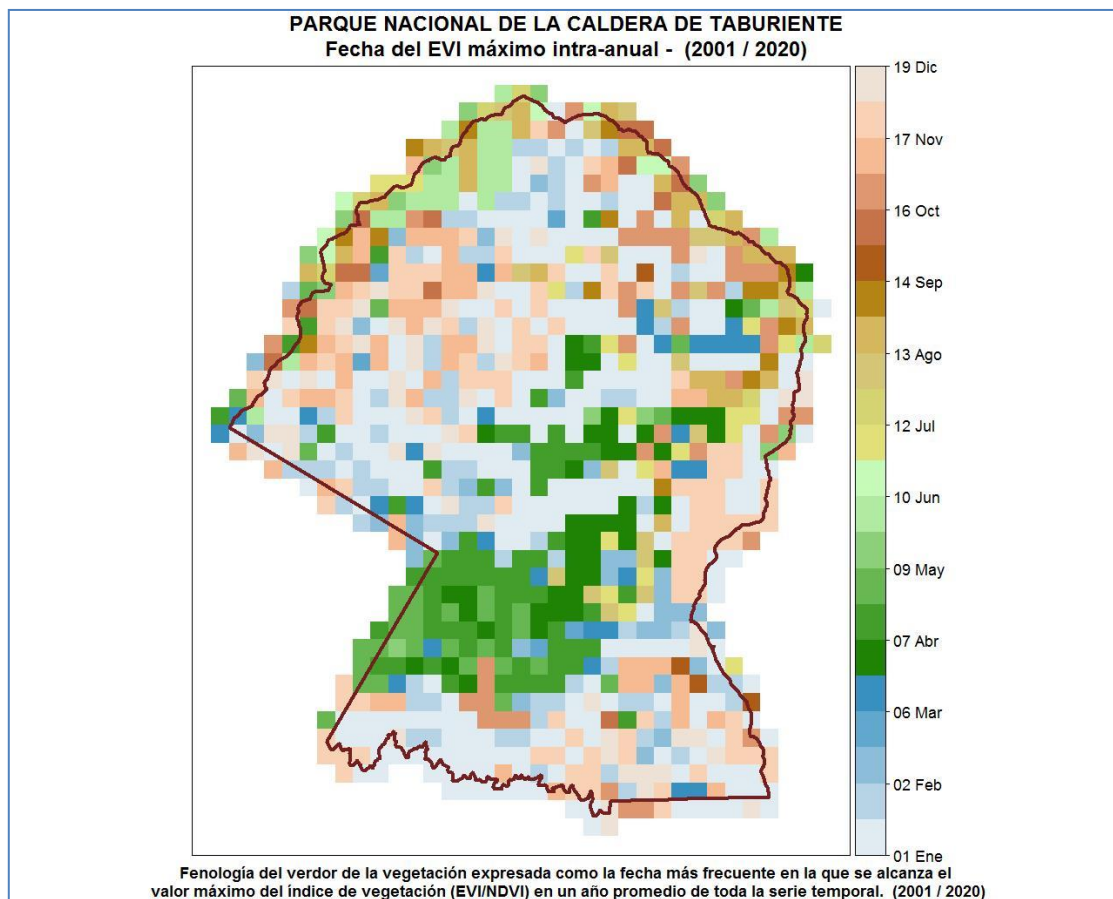 PARQUE NACIONAL DE LA CALDERA DE TABURIENTE
Fecha del EVI máximo intra-anual - (2001 / 2020)
19 Dic
17 Nov
16 Oct
14 Sep
13 Ago
12 Jul
10 Jun
09 May
07 Abr
06 Mar
02 Feb
01 Ene
Fenología del verdor de la vegetación expresada como la fecha más frecuente en la que se alcanza el
valor máximo del índice de vegetación (EVI/NDVI) en un año promedio de toda la serie temporal. (2001 / 2020)